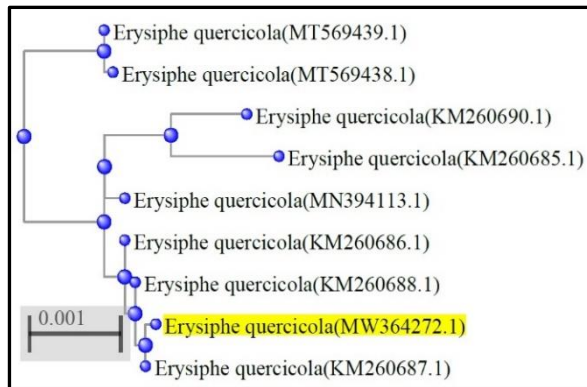 Erysiphe quercicola(MT569439.1)
Erysiphe quercicola(MT569438.1)
Erysiphe quercicola(KM260690.1)
Erysiphe quercicola(KM260685.1)
Erysiphe quercicola(MN394113.1)
Erysiphe quercicola(KM260686.1)
Erysiphe quercicola(KM260688.1)
0.001
Erysiphe quercicola(MW364272.1)
Erysiphe quercicola(KM260687.1)